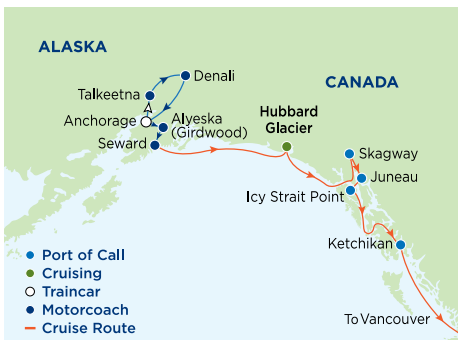 ALASKA
Denali
CANADA
Talkeetna
Anchorage
Alyeska
(Girdwood)
Seward
Hubbard
Glacier
Skagway
Juneau
Icy Strait Point
Ketchikan
Port of Call
Cruising
Traincar
Motorcoach
Cruise Route
To Vancouver